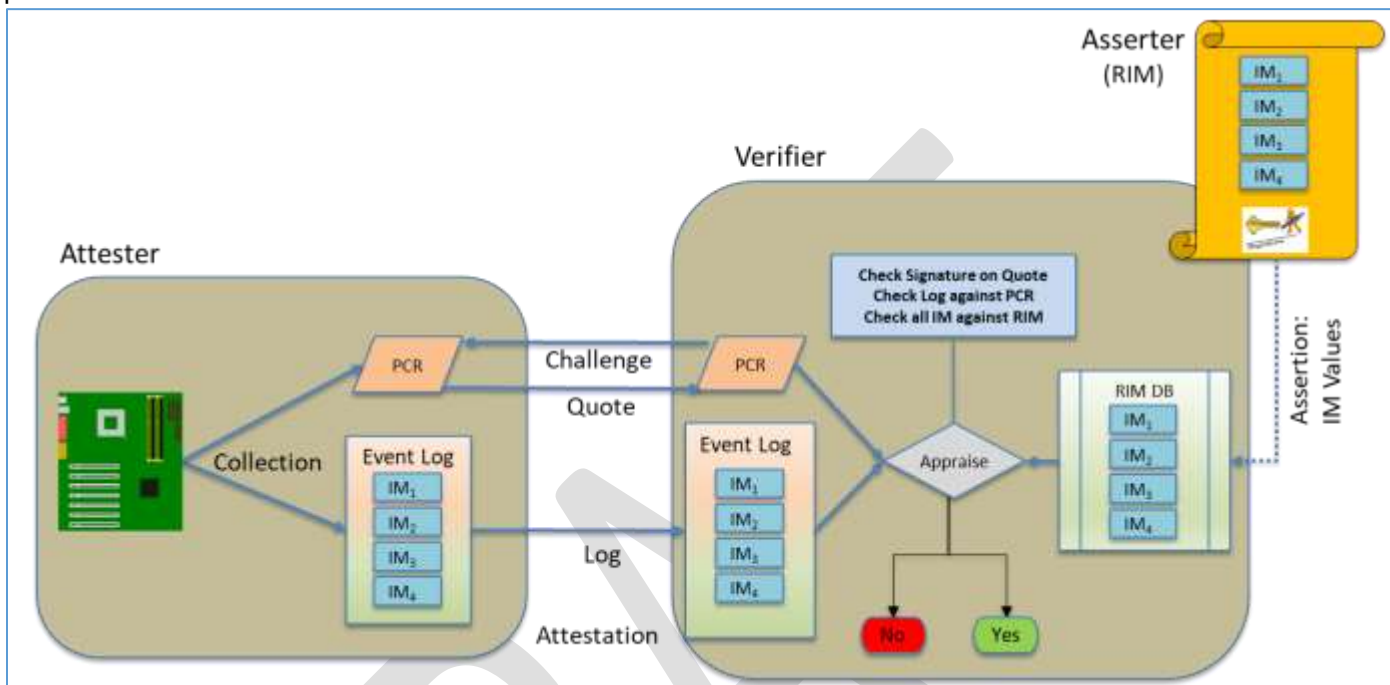 Asserter
(RIM)
IM₁
IM₂
IM₁
IM₄
Verifier
Attester
Check Signature on Quote
Check Log against PCR
Check all IM against RIM
Assertion:
IM Values
PCR
Challenge
PCR
Quote
Collection
Event Log
IM₁
IM₂
IM₃
IM₄
Log
Attestation
Event Log
IM₁
IM₂
IM₃
IM₄
Appraise
RIM DB
IM₁
IM₂
IM₃
IM₄
No
Yes